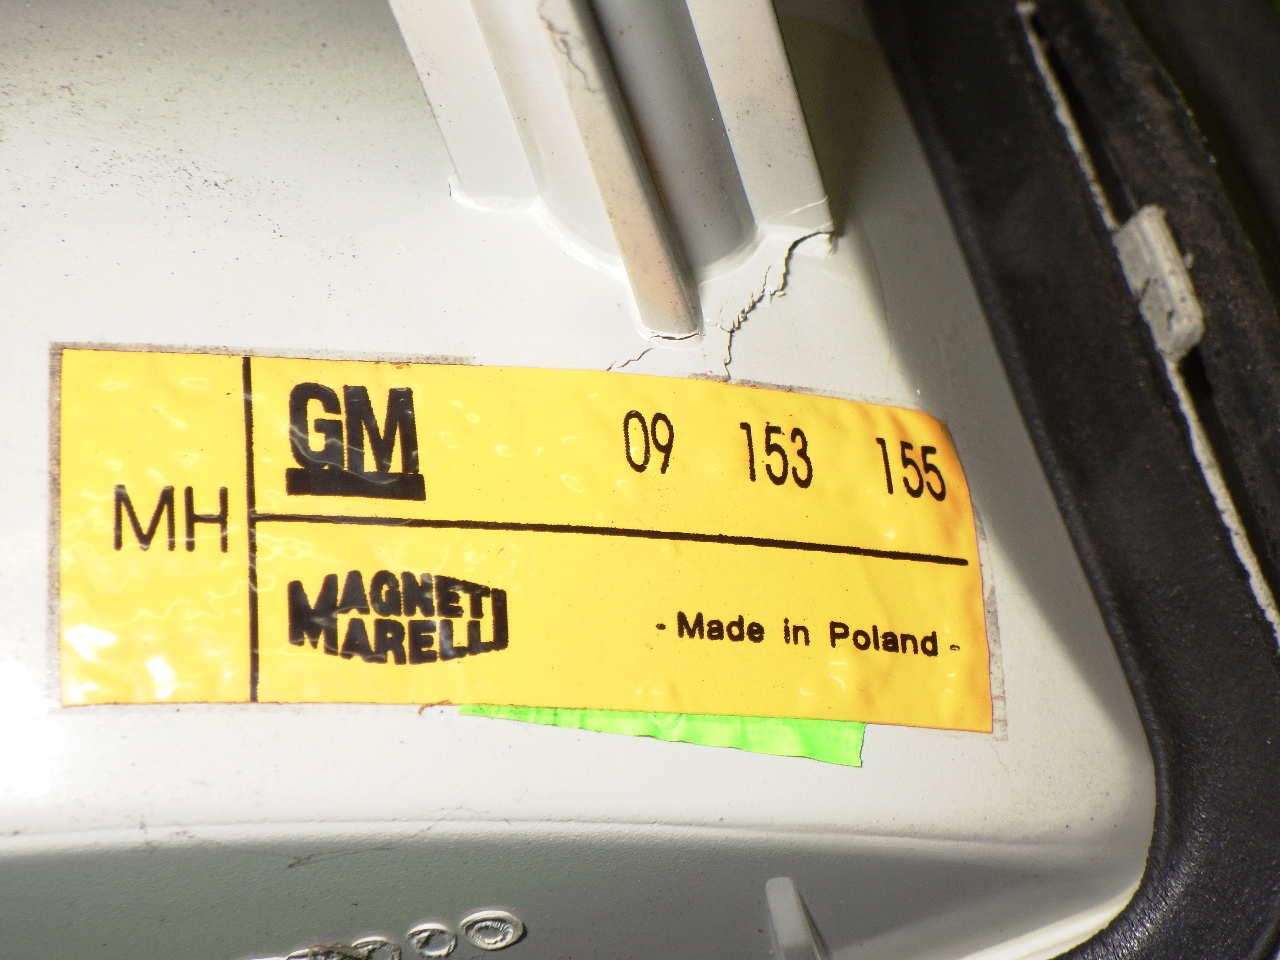 MH
GM 09 153 155
MAGNETI
MARELLI
- Made in Poland -